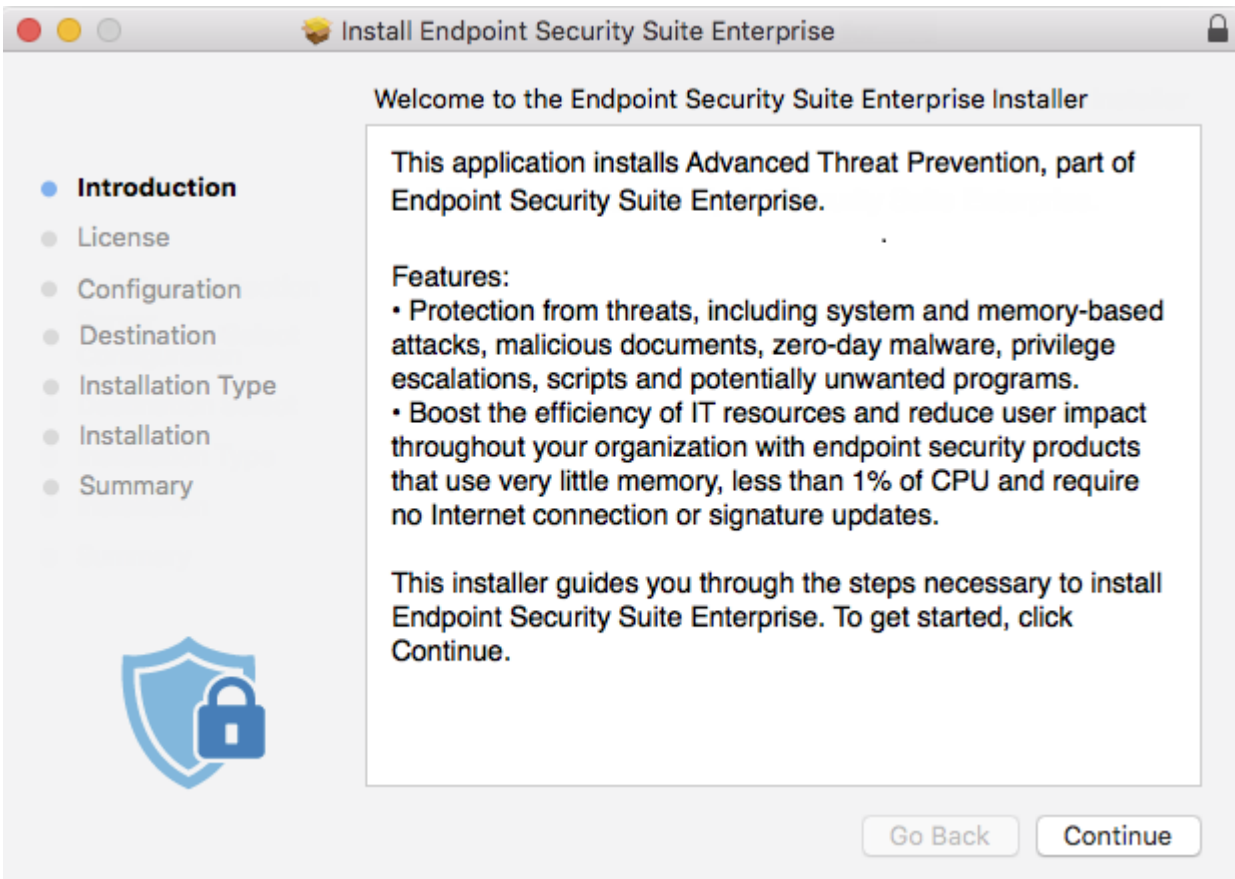 Install Endpoint Security Suite Enterprise
Welcome to the Endpoint Security Suite Enterprise Installer
Introduction
License
Configuration
Destination
Installation Type
Installation
Summary
This application installs Advanced Threat Prevention, part of
Endpoint Security Suite Enterprise.
.
Features:
• Protection from threats, including system and memory-based
attacks, malicious documents, zero-day malware, privilege
escalations, scripts and potentially unwanted programs.
• Boost the efficiency of IT resources and reduce user impact
throughout your organization with endpoint security products
that use very little memory, less than 1% of CPU and require
no Internet connection or signature updates.
This installer guides you through the steps necessary to install
Endpoint Security Suite Enterprise. To get started, click
Continue.
Go Back
Continue